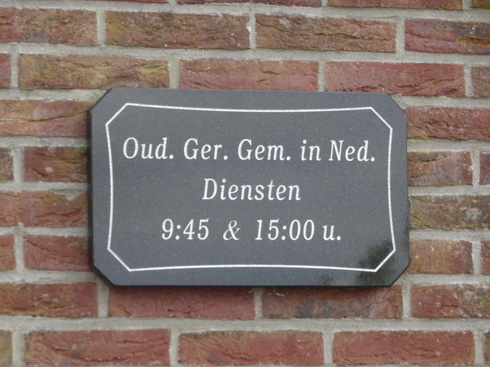 Oud. Ger. Gem. in Ned.
Diensten
9:45 & 15:00 u.